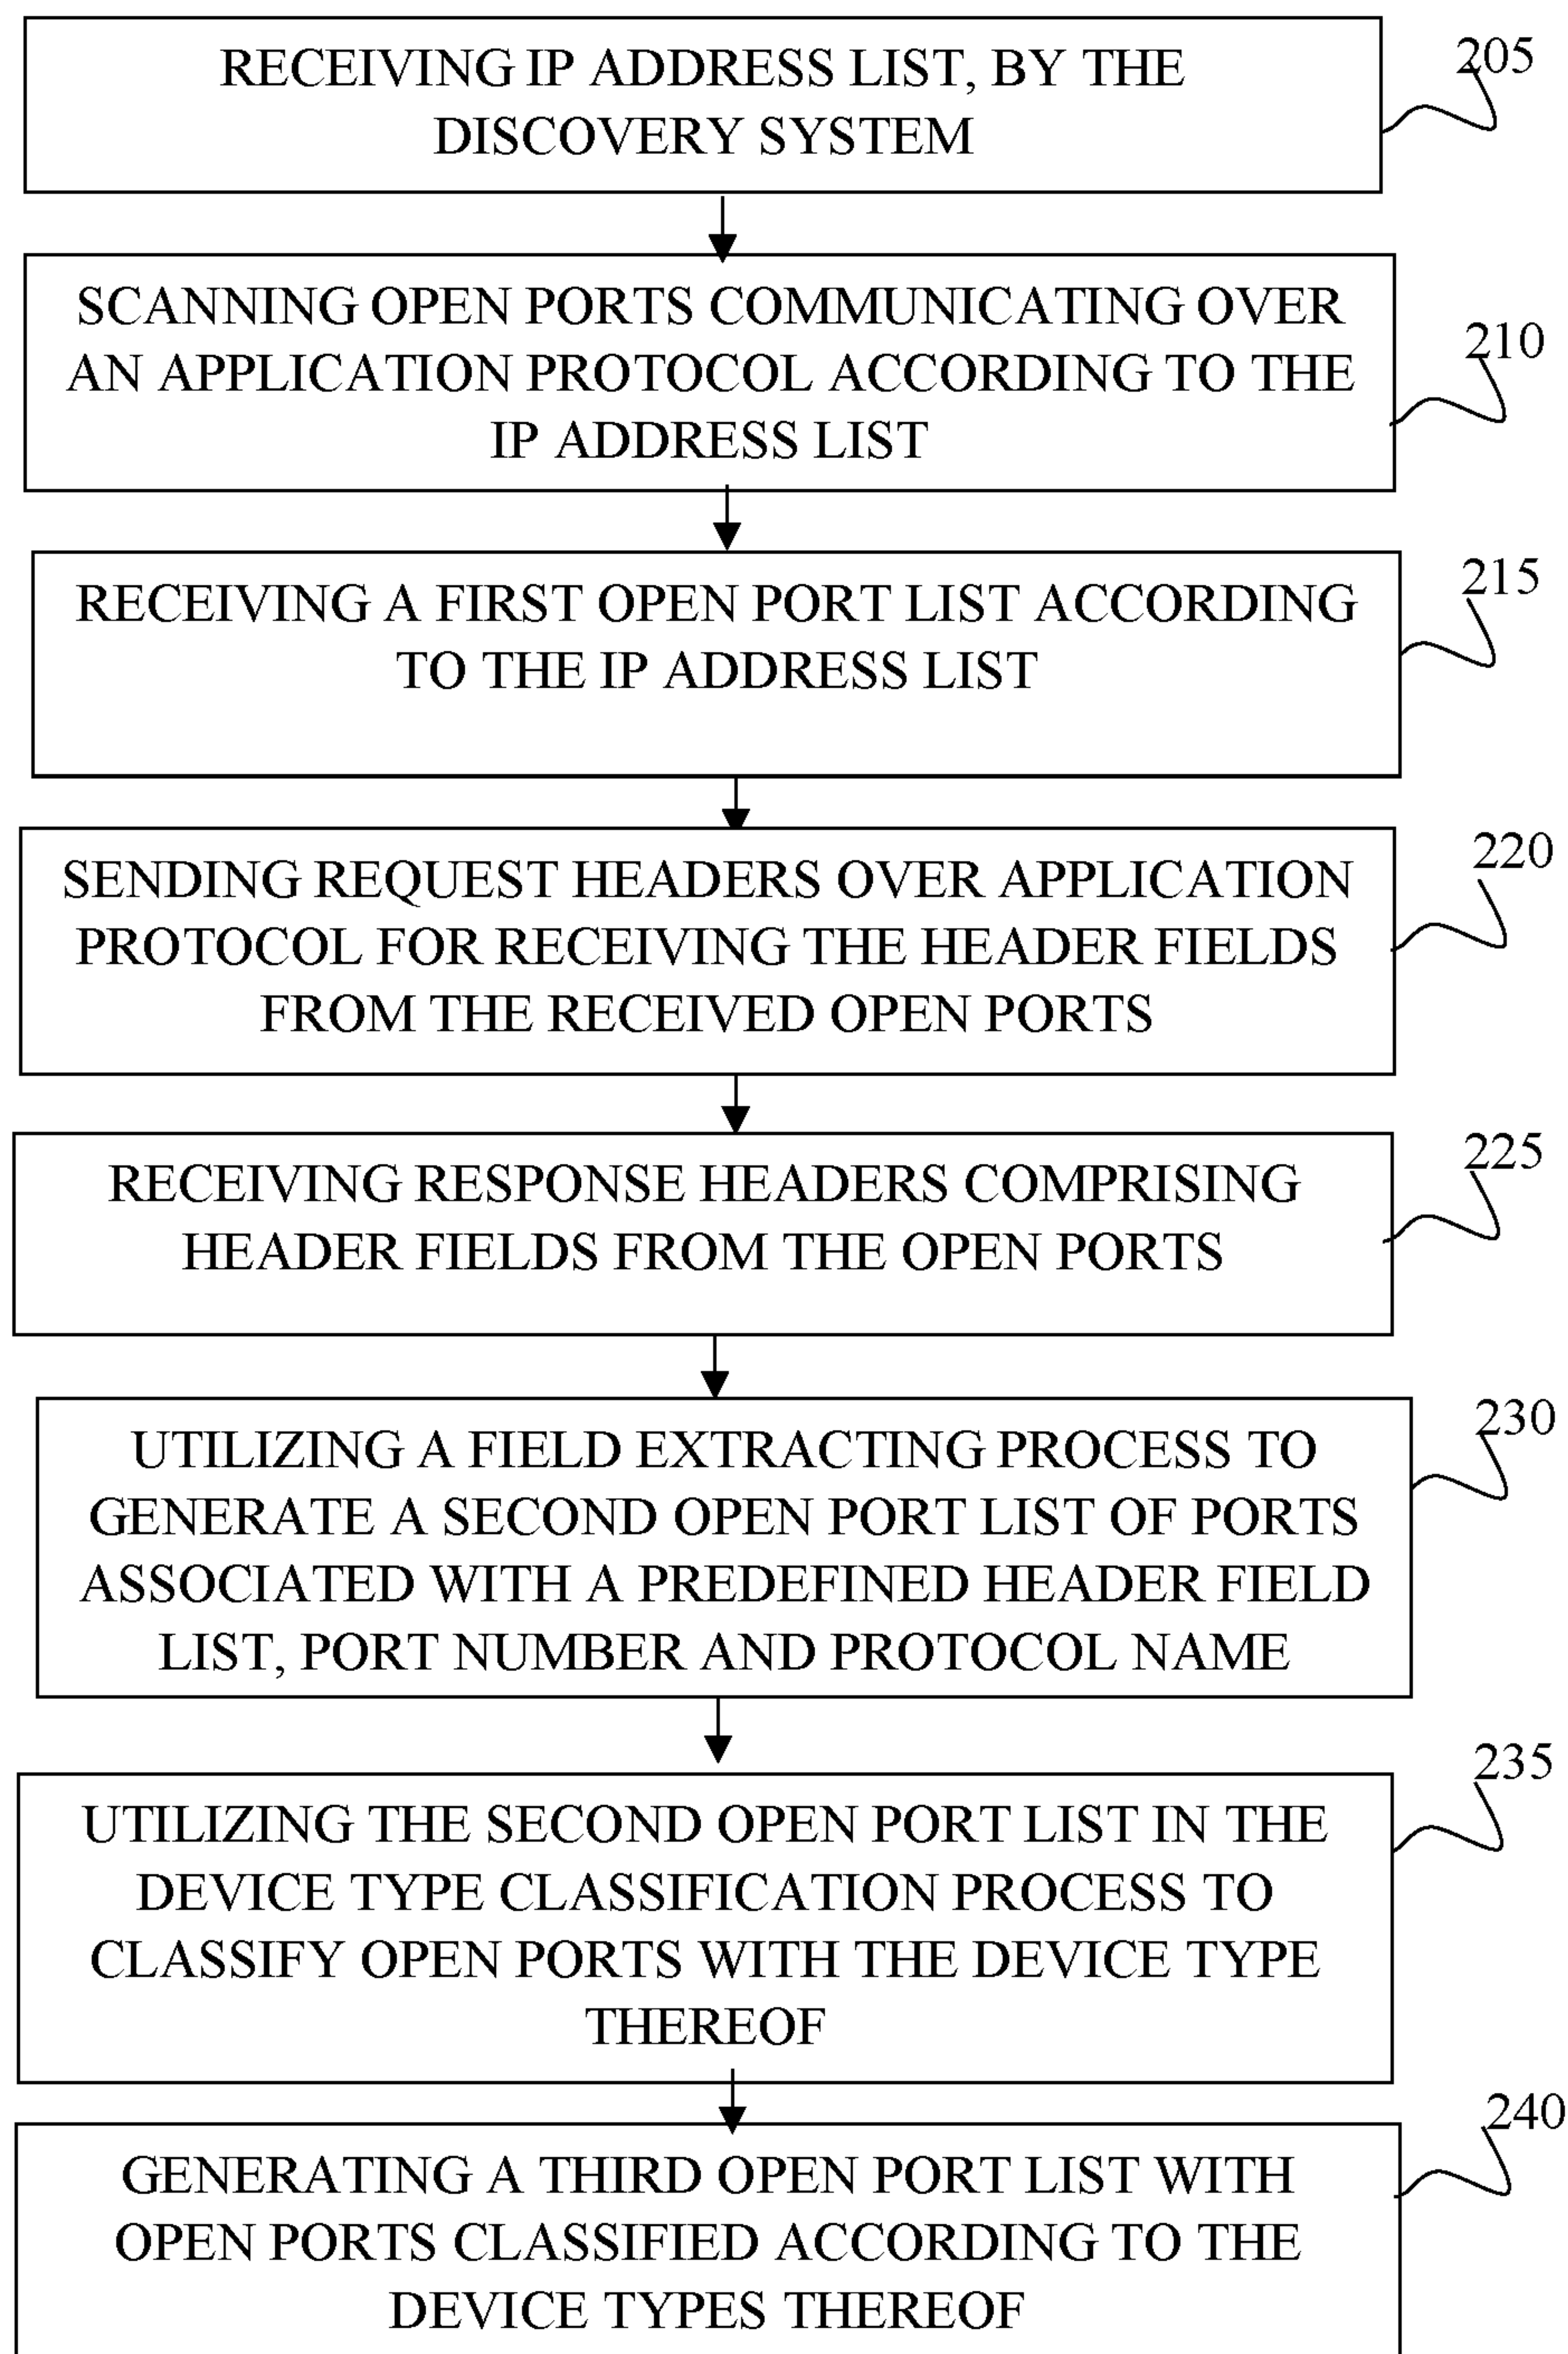 RECEIVING IP ADDRESS LIST, BY THE
DISCOVERY SYSTEM
205
SCANNING OPEN PORTS COMMUNICATING OVER
AN APPLICATION PROTOCOL ACCORDING TO THE
IP ADDRESS LIST
210
RECEIVING A FIRST OPEN PORT LIST ACCORDING
TO THE IP ADDRESS LIST
215
SENDING REQUEST HEADERS OVER APPLICATION
PROTOCOL FOR RECEIVING THE HEADER FIELDS
FROM THE RECEIVED OPEN PORTS
220
RECEIVING RESPONSE HEADERS COMPRISING
HEADER FIELDS FROM THE OPEN PORTS
225
UTILIZING A FIELD EXTRACTING PROCESS TO
GENERATE A SECOND OPEN PORT LIST OF PORTS
ASSOCIATED WITH A PREDEFINED HEADER FIELD
LIST, PORT NUMBER AND PROTOCOL NAME
230
UTILIZING THE SECOND OPEN PORT LIST IN THE
DEVICE TYPE CLASSIFICATION PROCESS TO
CLASSIFY OPEN PORTS WITH THE DEVICE TYPE
THEREOF
235
GENERATING A THIRD OPEN PORT LIST WITH
OPEN PORTS CLASSIFIED ACCORDING TO THE
DEVICE TYPES THEREOF
240